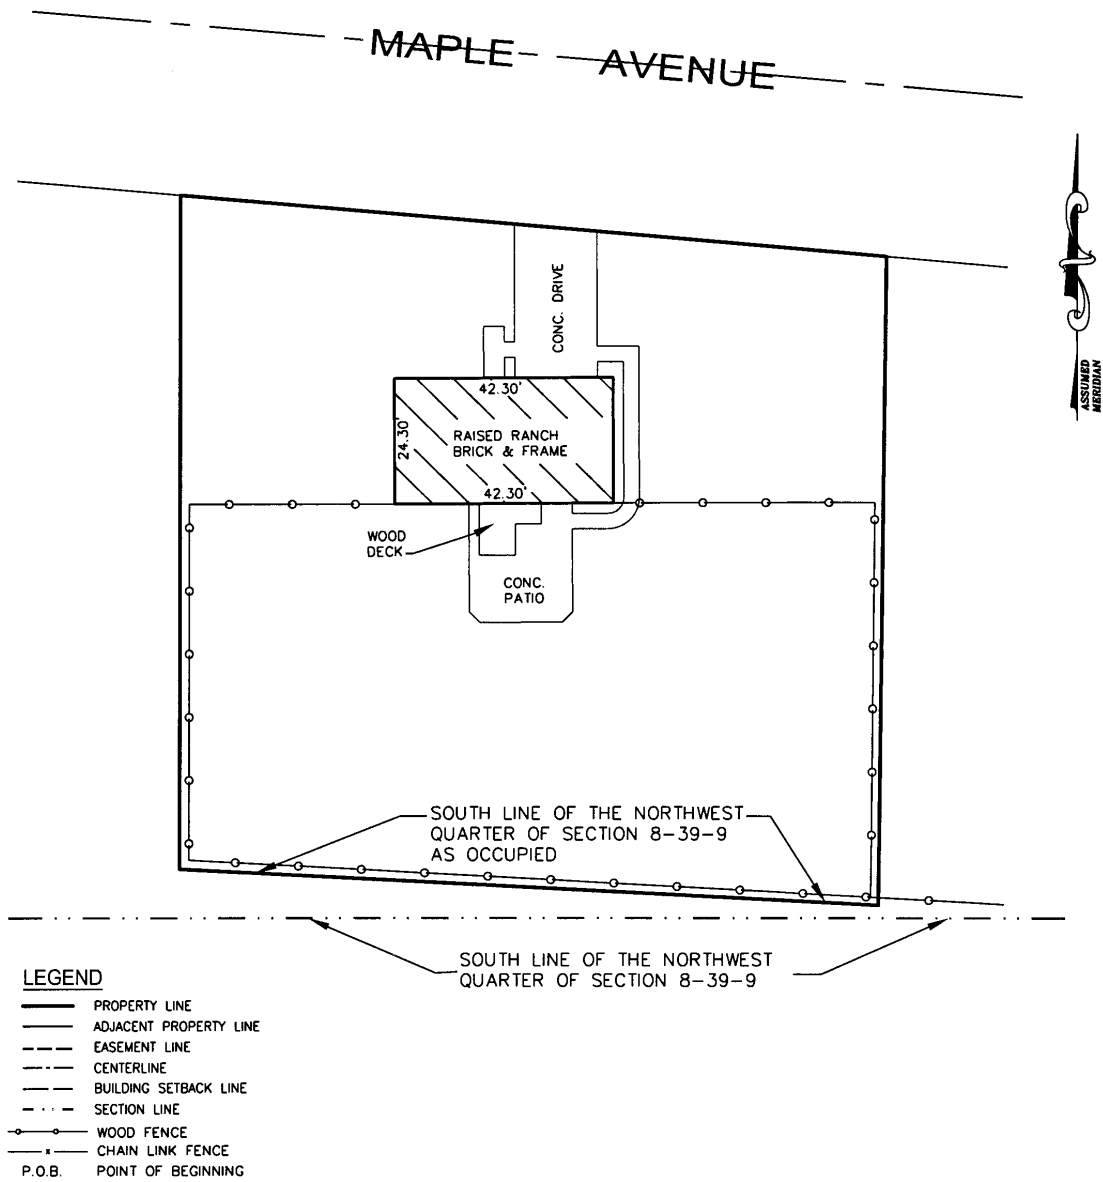 MAPLE AVENUE
ASSUMED
MERIDIAN
CONC. DRIVE
42.30'
24.30'
RAISED RANCH
BRICK & FRAME
42.30'
WOOD
DECK
CONC.
PATIO
SOUTH LINE OF THE NORTHWEST
QUARTER OF SECTION 8-39-9
AS OCCUPIED
SOUTH LINE OF THE NORTHWEST
QUARTER OF SECTION 8-39-9
LEGEND
PROPERTY LINE
ADJACENT PROPERTY LINE
EASEMENT LINE
CENTERLINE
BUILDING SETBACK LINE
SECTION LINE
WOOD FENCE
x CHAIN LINK FENCE
P.O.B. POINT OF BEGINNING